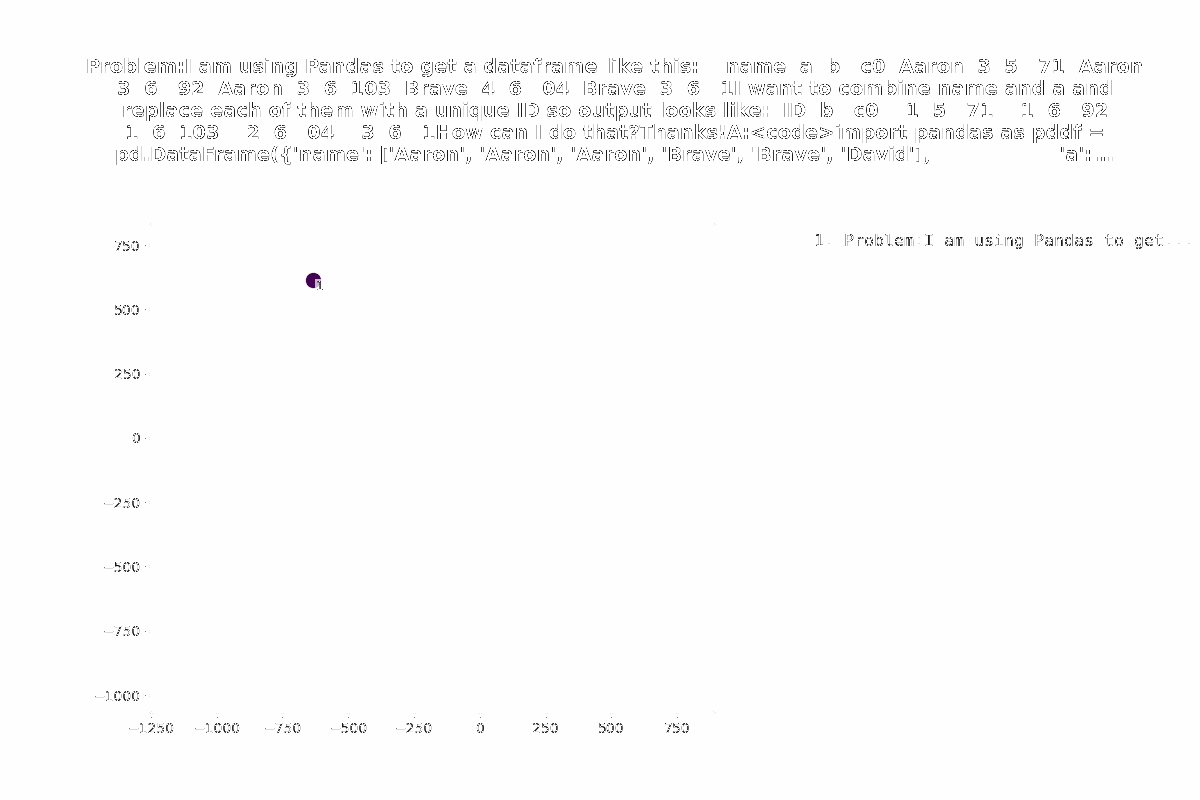 Problem:I am using Pandas to get a dataframe like this:    name  a  b   c0  Aaron  3  5   71  Aaron
3  6   92  Aaron  3  6  103  Brave  4  6   04  Brave  3  6   1I want to combine name and a and
replace each of them with a unique ID so output looks like:  ID  b   c0   1  5   71   1  6   92
1  6  103   2  6   04   3  6   1How can I do that?Thanks!A:<code>import pandas as pddf =
pd.DataFrame({'name': ['Aaron', 'Aaron', 'Aaron', 'Brave', 'Brave', 'David'], 'a':...
1. Problem:I am using Pandas to get...
750
1
500
250
0
−250
−500
−750
−1000
−1250 −1000 −750 −500 −250 0 250 500 750